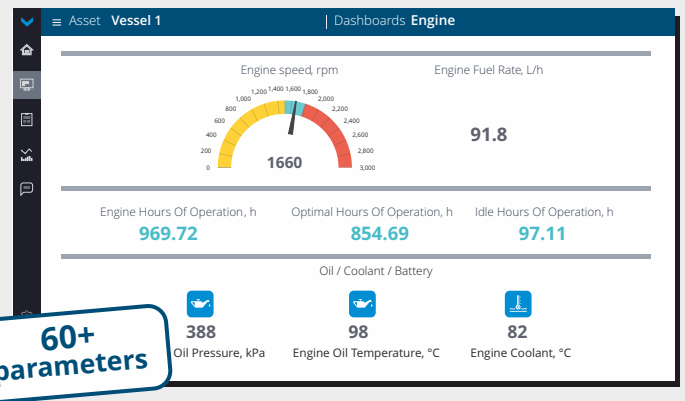 Asset Vessel 1 | Dashboards Engine
Engine speed, rpm
Engine Fuel Rate, L/h
0
200
400
600
800
1,000
1,200
1,400
1,600
1,800
2,000
2,200
2,400
2,600
2,800
3,000
1660
91.8
Engine Hours Of Operation, h
969.72
Optimal Hours Of Operation, h
854.69
Idle Hours Of Operation, h
97.11
Oil / Coolant / Battery
388
Oil Pressure, kPa
98
Engine Oil Temperature, °C
82
Engine Coolant, °C
60+
parameters